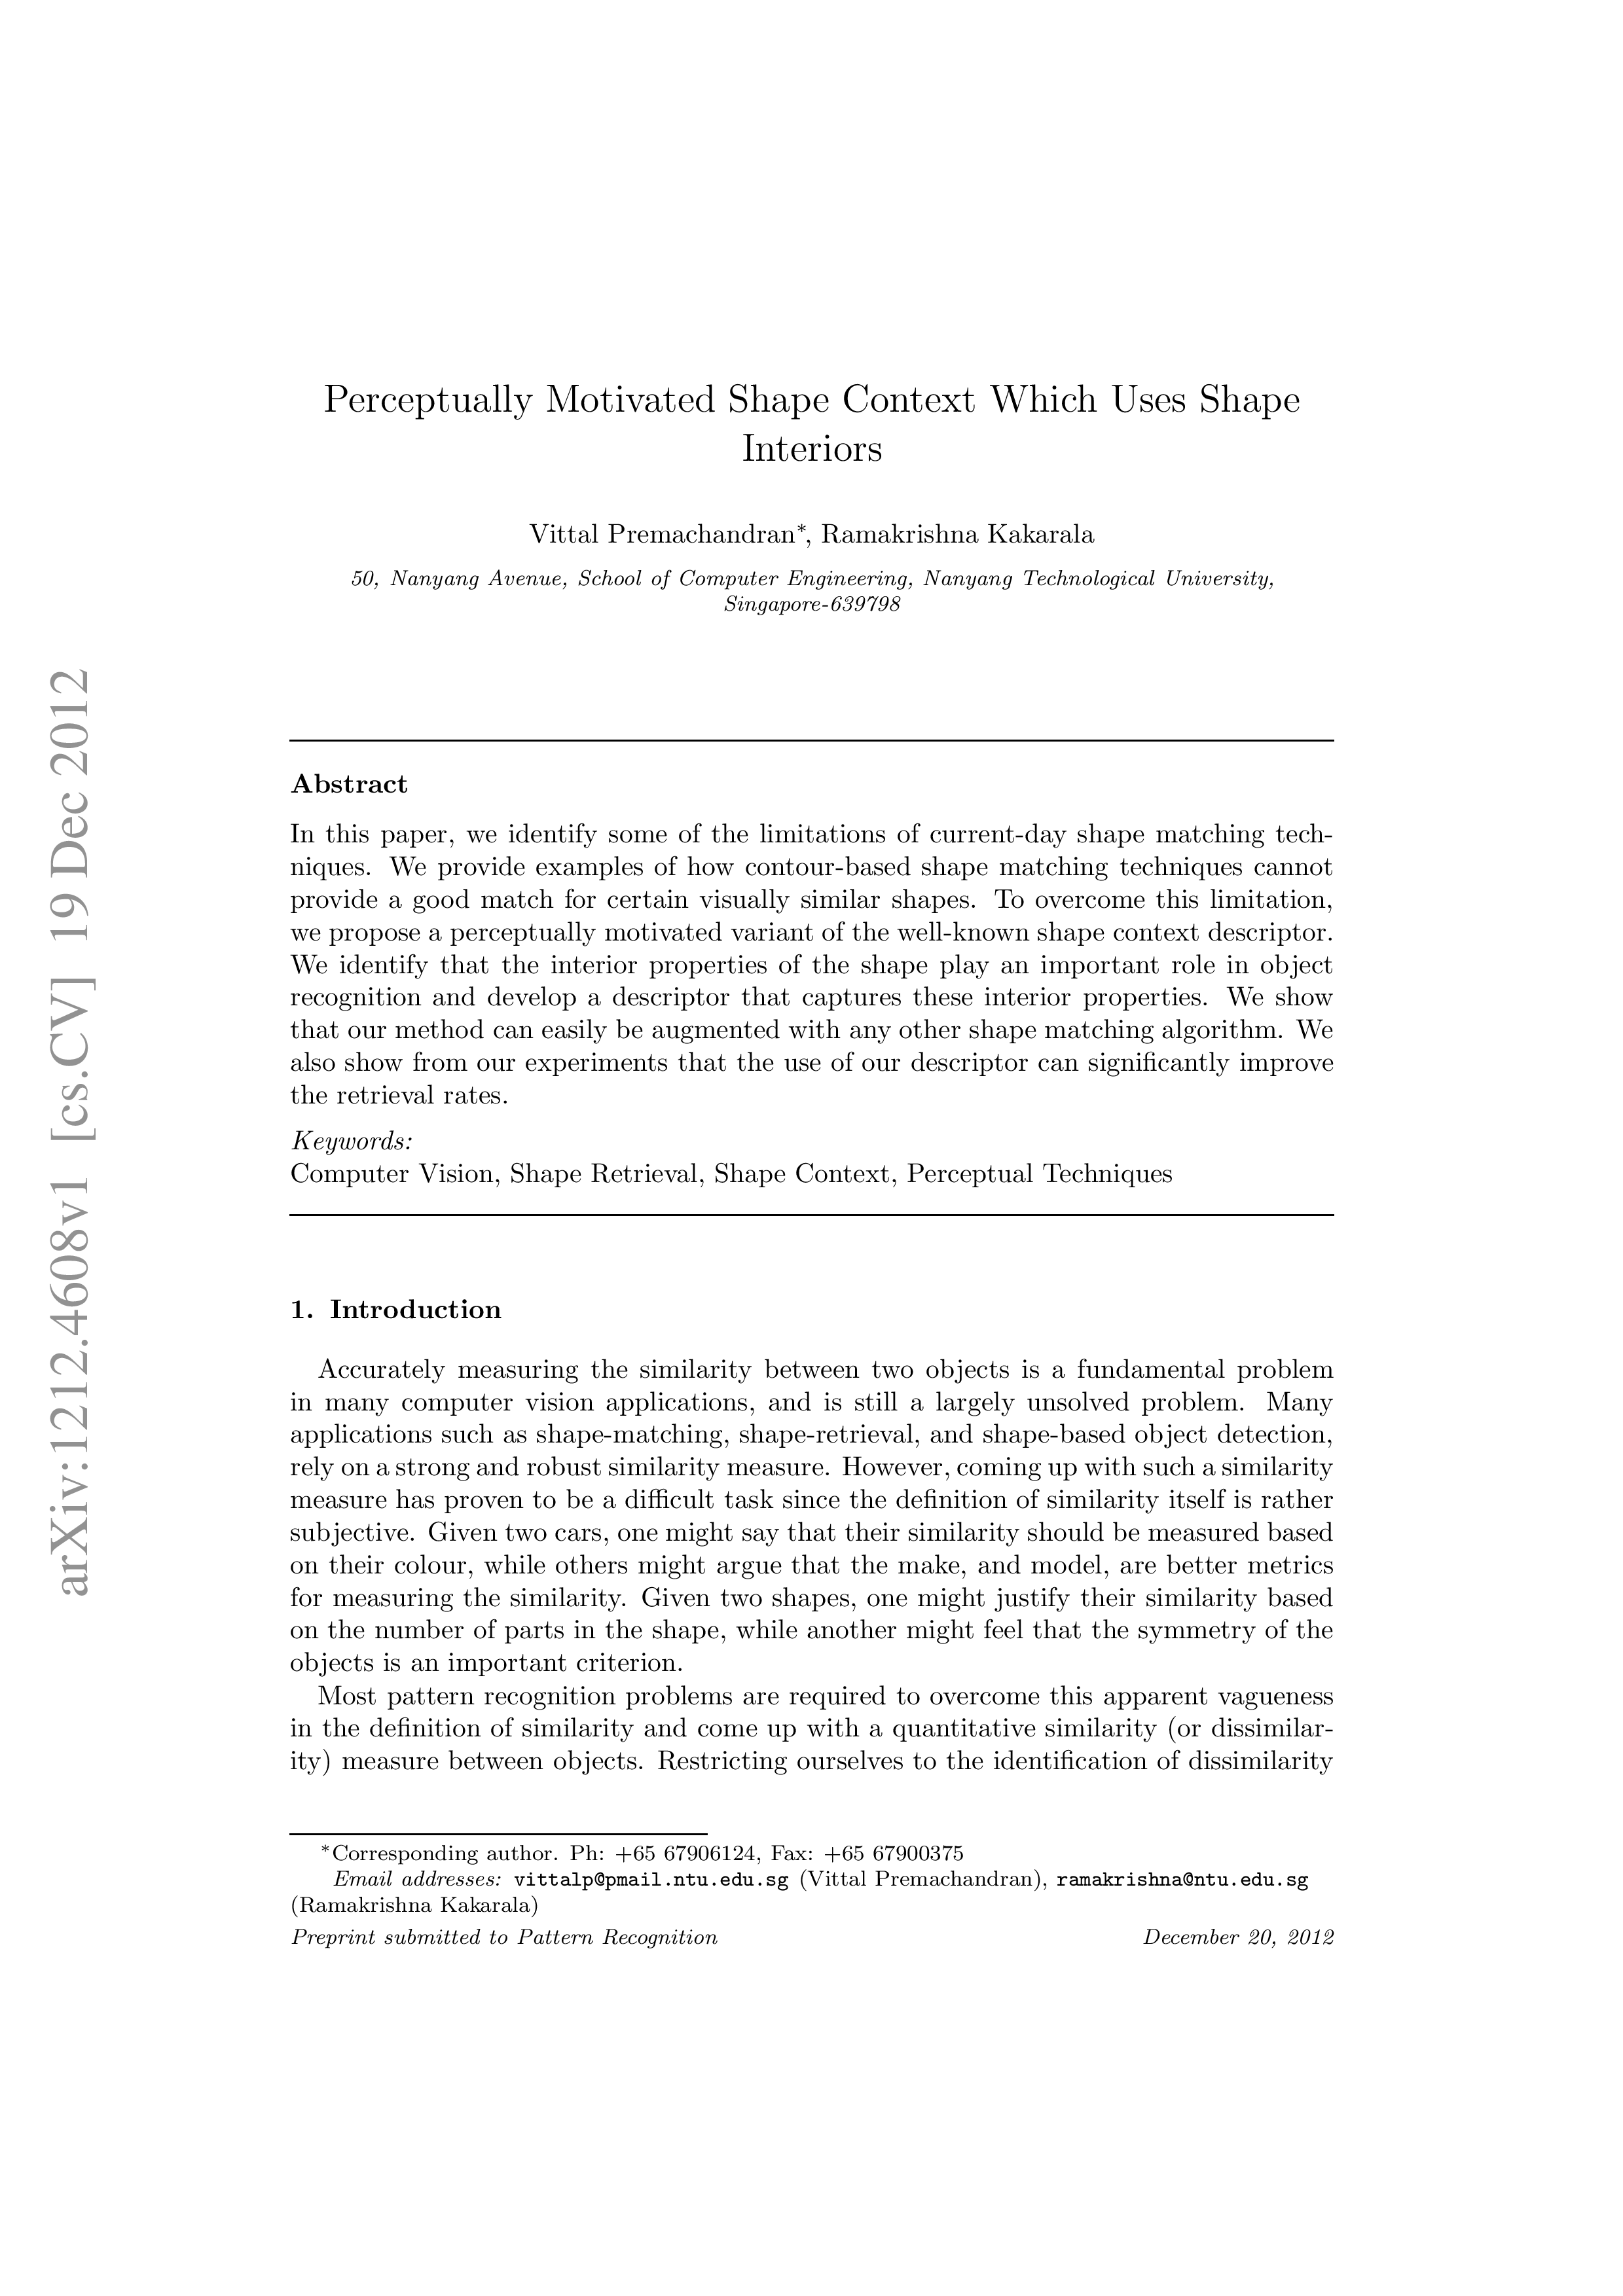 Perceptually Motivated Shape Context Which Uses Shape
Interiors
Vittal Premachandran*, Ramakrishna Kakarala
50, Nanyang Avenue, School of Computer Engineering, Nanyang Technological University,
Singapore-639798
arXiv:1212.4608v1 [cs.CV] 19 Dec 2012
Abstract
In this paper, we identify some of the limitations of current-day shape matching tech-
niques. We provide examples of how contour-based shape matching techniques cannot
provide a good match for certain visually similar shapes. To overcome this limitation,
we propose a perceptually motivated variant of the well-known shape context descriptor.
We identify that the interior properties of the shape play an important role in object
recognition and develop a descriptor that captures these interior properties. We show
that our method can easily be augmented with any other shape matching algorithm. We
also show from our experiments that the use of our descriptor can significantly improve
the retrieval rates.
Keywords:
Computer Vision, Shape Retrieval, Shape Context, Perceptual Techniques
1. Introduction
Accurately measuring the similarity between two objects is a fundamental problem
in many computer vision applications, and is still a largely unsolved problem. Many
applications such as shape-matching, shape-retrieval, and shape-based object detection,
rely on a strong and robust similarity measure. However, coming up with such a similarity
measure has proven to be a difficult task since the definition of similarity itself is rather
subjective. Given two cars, one might say that their similarity should be measured based
on their colour, while others might argue that the make, and model, are better metrics
for measuring the similarity. Given two shapes, one might justify their similarity based
on the number of parts in the shape, while another might feel that the symmetry of the
objects is an important criterion.
Most pattern recognition problems are required to overcome this apparent vagueness
in the definition of similarity and come up with a quantitative similarity (or dissimilar-
ity) measure between objects. Restricting ourselves to the identification of dissimilarity
*Corresponding author. Ph: +65 67906124, Fax: +65 67900375
Email addresses: vittalp@pmail.ntu.edu.sg (Vittal Premachandran), ramakrishna@ntu.edu.sg
(Ramakrishna Kakarala)
Preprint submitted to Pattern Recognition December 20, 2012